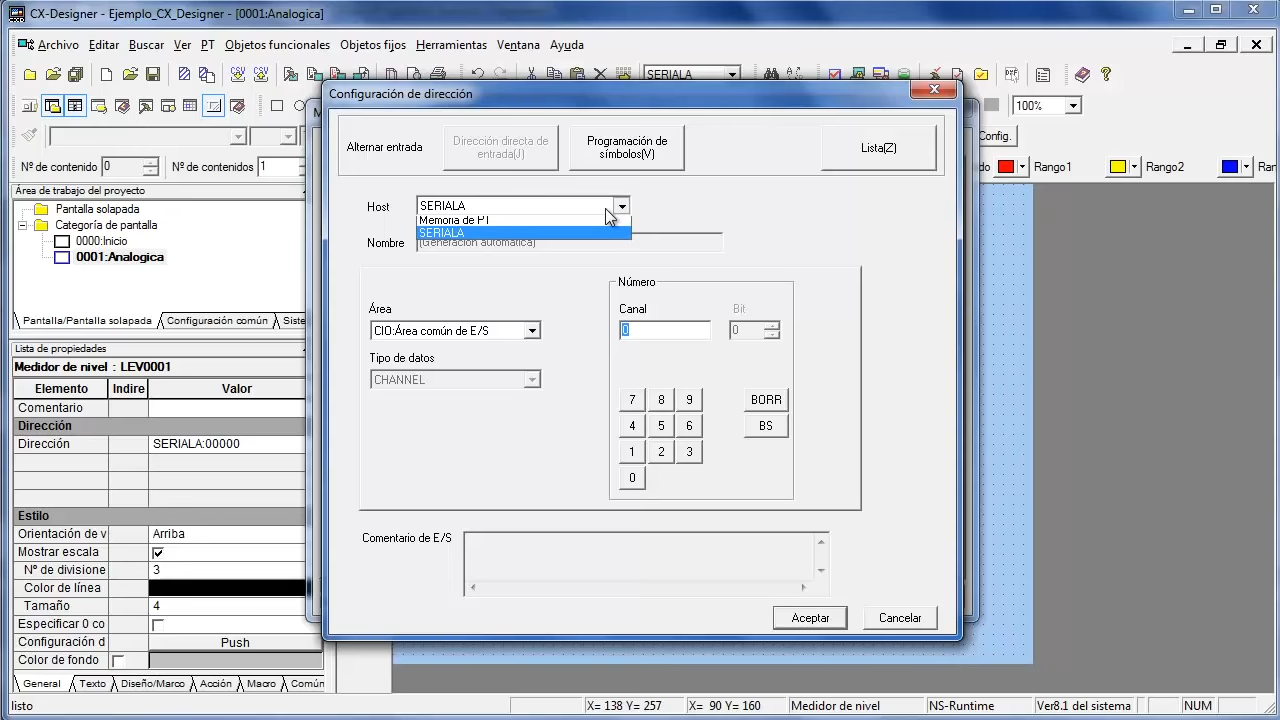 CX-Designer - Ejemplo_CX_Designer - [0001:Analogica]
Archivo Editar Buscar Ver PT Objetos funcionales Objetos fijos Herramientas Ventana Ayuda
SERIALA
100%
Nº de contenido 0 Nº de contenidos 1
Config.
Rango1 Rango2
Área de trabajo del proyecto
Pantalla solapada
Categoría de pantalla
0000:Inicio
0001:Analogica
Pantalla/Pantalla solapada Configuración común Siste
Lista de propiedades
Medidor de nivel : LEV0001
Elemento Indire Valor
Comentario
Dirección
Dirección SERIALA:00000
Estilo
Orientación de v Arriba
Mostrar escala
Nº de divisione 3
Color de línea
Tamaño 4
Especificar 0 co
Configuración d Push
Color de fondo
General Texto Diseño/Marco Acción Macro Común
Configuración de dirección
Alternar entrada
Dirección directa de
entrada(J)
Programación de
símbolos(V)
Lista(Z)
Host SERIALA
Memoria de PT
SERIALA
Nombre (Generación automática)
Área
CIO:Área común de E/S
Tipo de datos
CHANNEL
Número
Canal Bit
0 0
7 8 9 BORR
4 5 6 BS
1 2 3
0
Comentario de E/S
Aceptar Cancelar
listo X= 138 Y= 257 X= 90 Y= 160 Medidor de nivel NS-Runtime Ver8.1 del sistema NUM